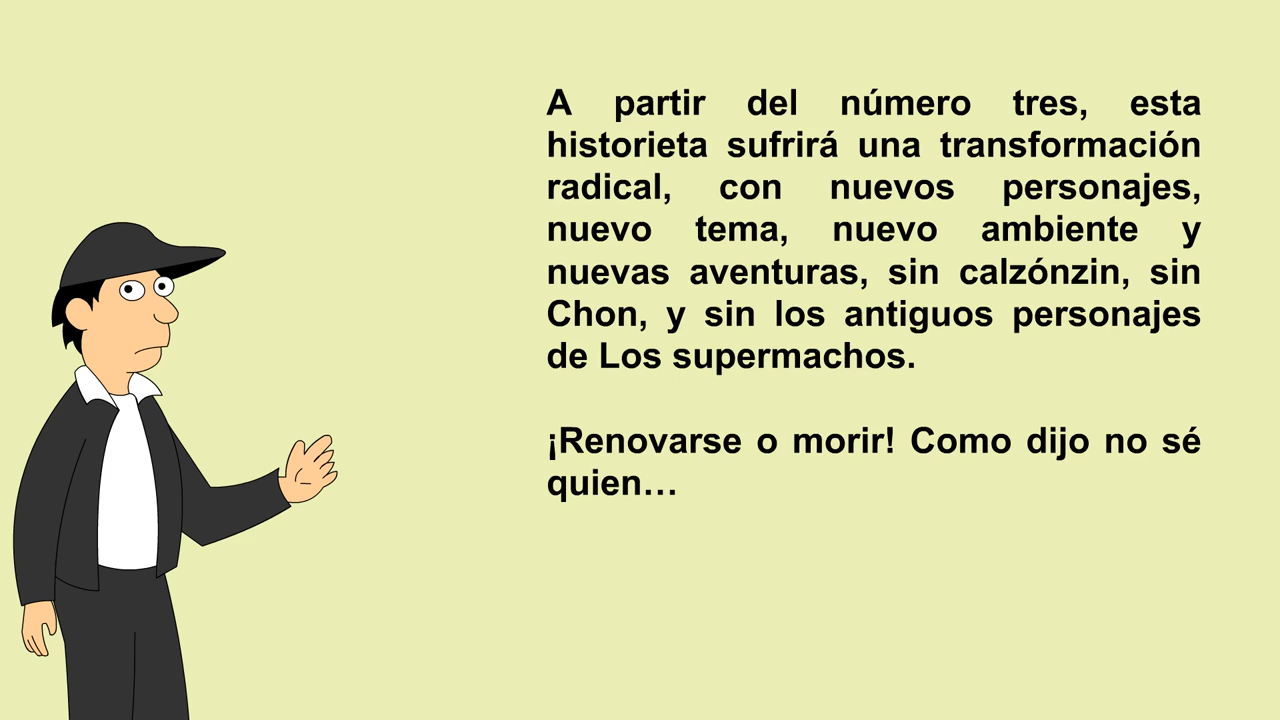 A partir del número tres, esta
historieta sufrirá una transformación
radical, con nuevos personajes,
nuevo tema, nuevo ambiente y
nuevas aventuras, sin calzónzin, sin
Chon, y sin los antiguos personajes
de Los supermachos.
¡Renovarse o morir! Como dijo no sé
quien…